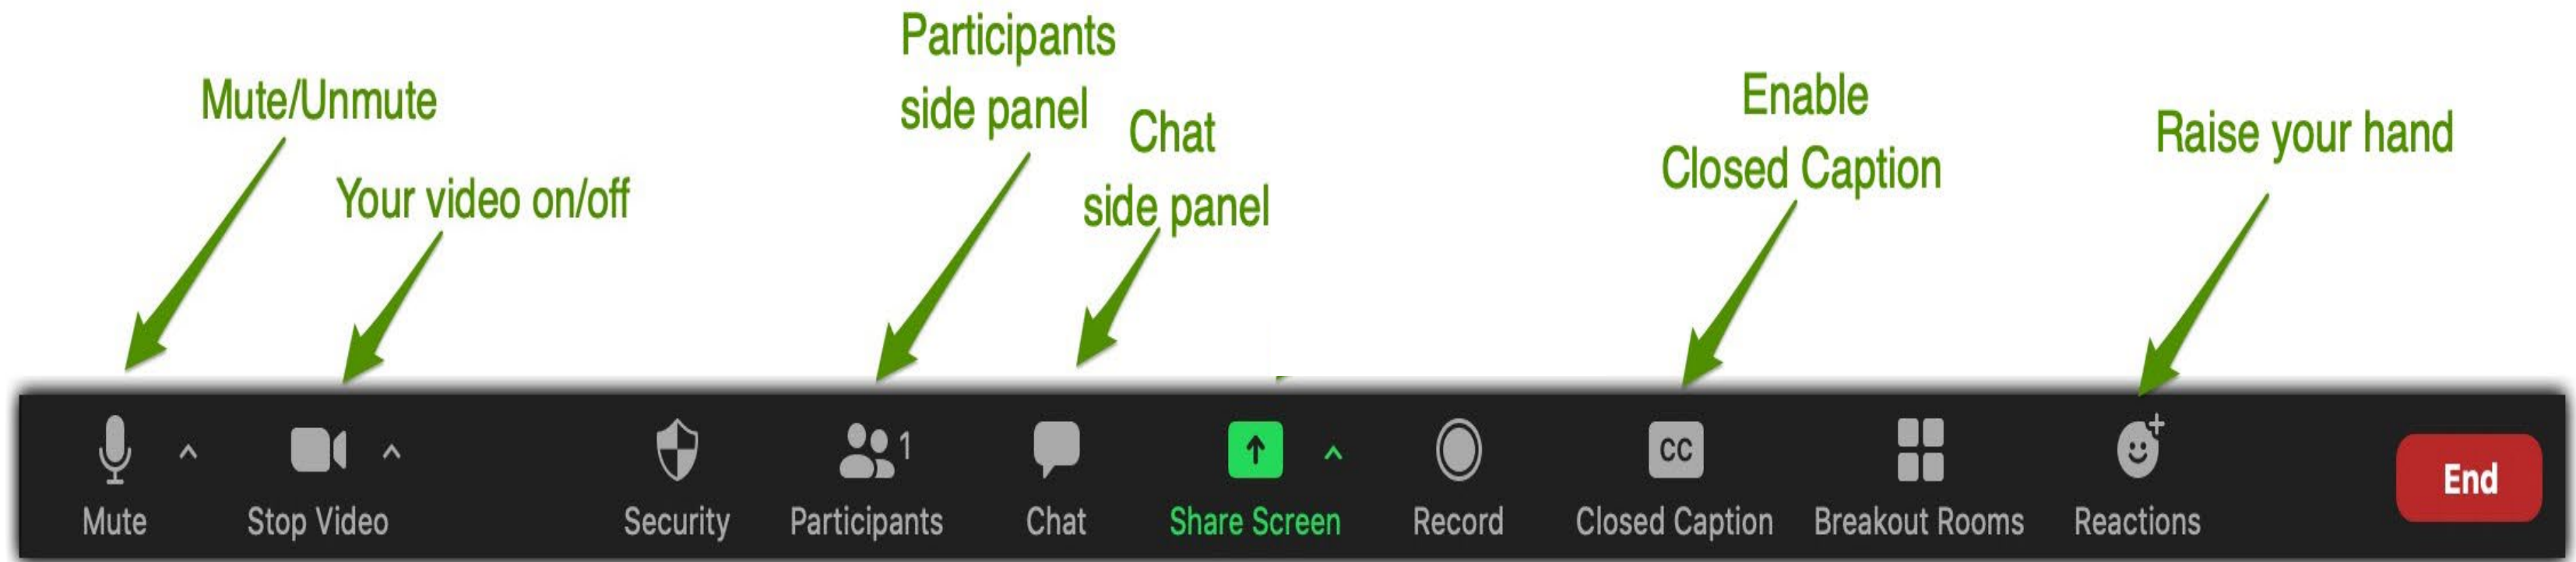 Mute/Unmute
Your video on/off
Participants
side panel
Chat
side panel
Enable
Closed Caption
Raise your hand
1
CC
Mute
Stop Video
Security
Participants
Chat
Share Screen
Record
Closed Caption
Breakout Rooms
Reactions
End